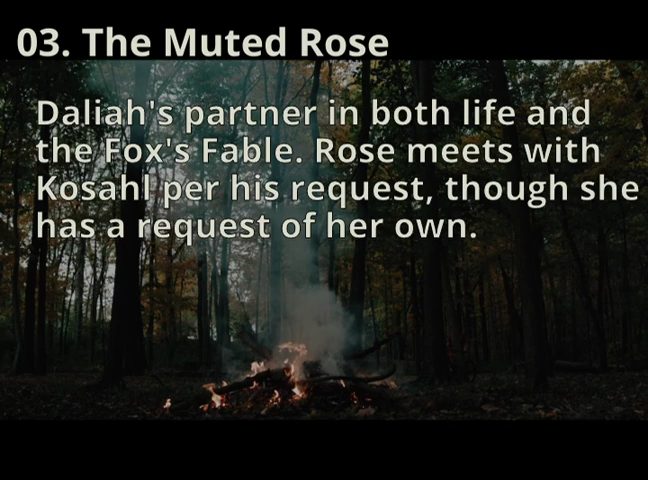 03. The Muted Rose
Daliah's partner in both life and
the Fox's Fable. Rose meets with
Kosahl per his request, though she
has a request of her own.